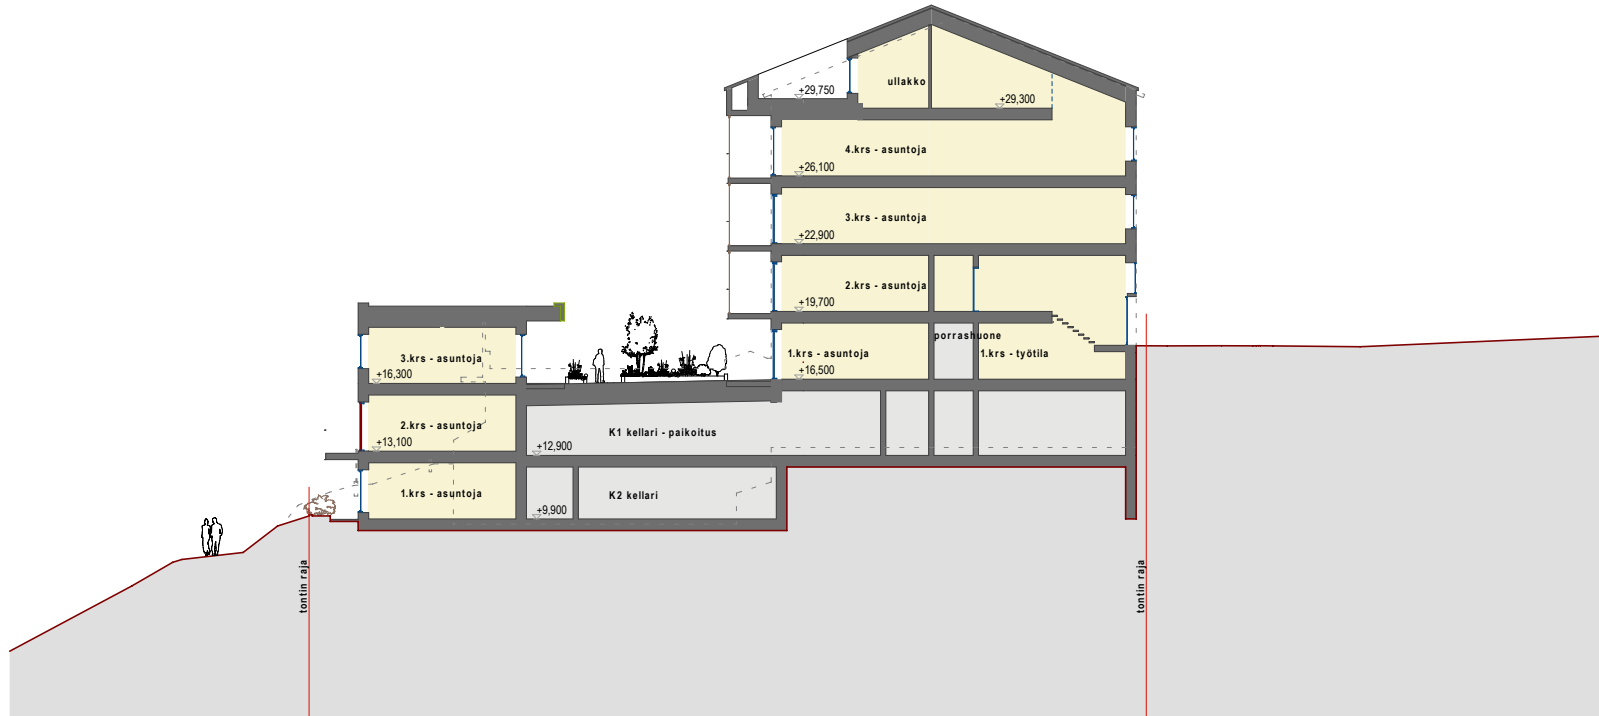 ullakko
+29,750
+29,300
4.krs - asuntoja
+26,100
3.krs - asuntoja
+22,900
2.krs - asuntoja
+19,700
porrashuone
1.krs - asuntoja
1.krs - työtila
+16,500
3.krs - asuntoja
+16,300
2.krs - asuntoja
+13,100
K1 kellari - paikoitus
+12,900
1.krs - asuntoja
K2 kellari
+9,900
tontin raja
tontin raja